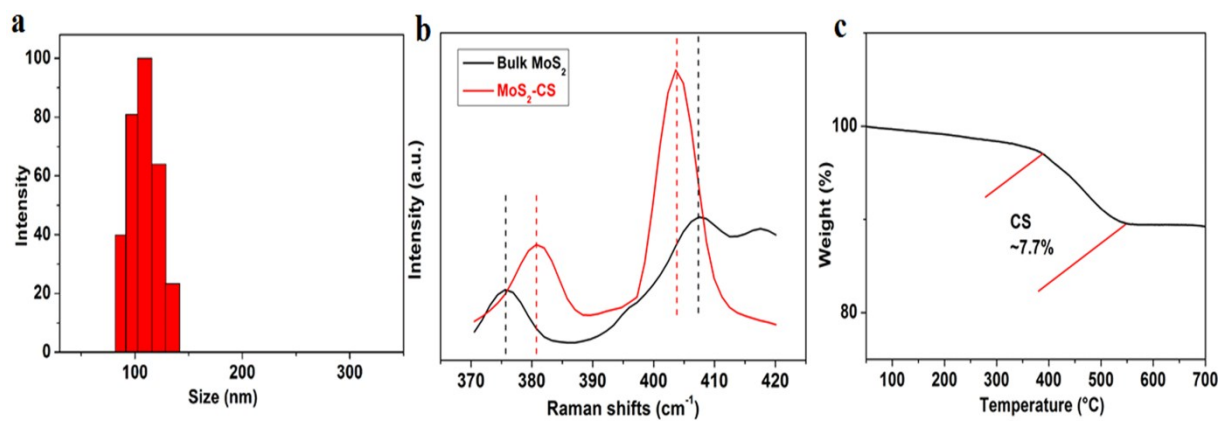 a
100
80
60
40
20
0
Intensity
100
200
300
Size (nm)
b
Bulk MoS₂
MoS₂-CS
Intensity (a.u.)
370
380
390
400
410
420
Raman shifts (cm⁻¹)
c
100
80
Weight (%)
CS
~7.7%
100
200
300
400
500
600
700
Temperature (°C)